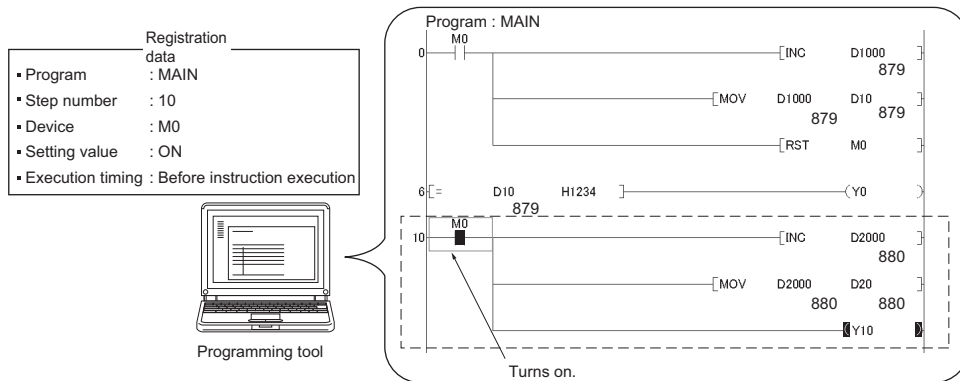 Registration
data
▪ Program : MAIN
▪ Step number : 10
▪ Device : M0
▪ Setting value : ON
▪ Execution timing : Before instruction execution
Programming tool
Program : MAIN
M0
0 [INC D1000 ]
879
[MOV D1000 D10 ]
879 879
[RST M0 ]
6 [= D10 H1234 ] (Y0 )
879
M0
10 [INC D2000 ]
880
[MOV D2000 D20 ]
880 880
(Y10 )
Turns on.